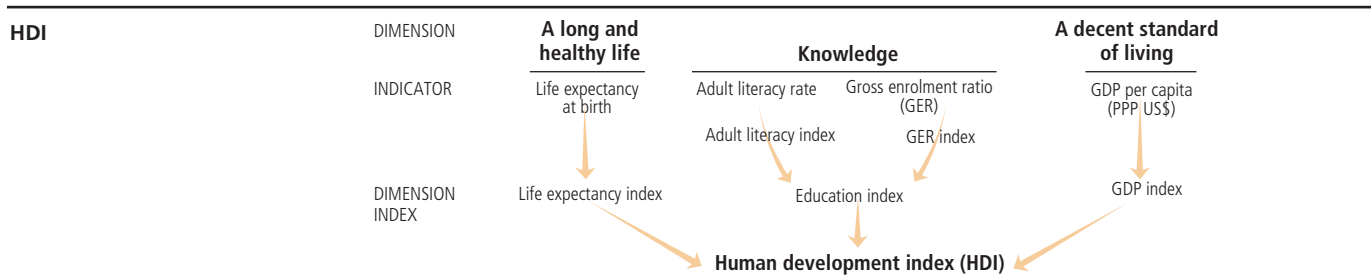 HDI
DIMENSION
A long and
healthy life
Knowledge
A decent standard
of living
INDICATOR
Life expectancy
at birth
Adult literacy rate
Gross enrolment ratio
(GER)
GDP per capita
(PPP US$)
Adult literacy index
GER index
DIMENSION
INDEX
Life expectancy index
Education index
GDP index
Human development index (HDI)